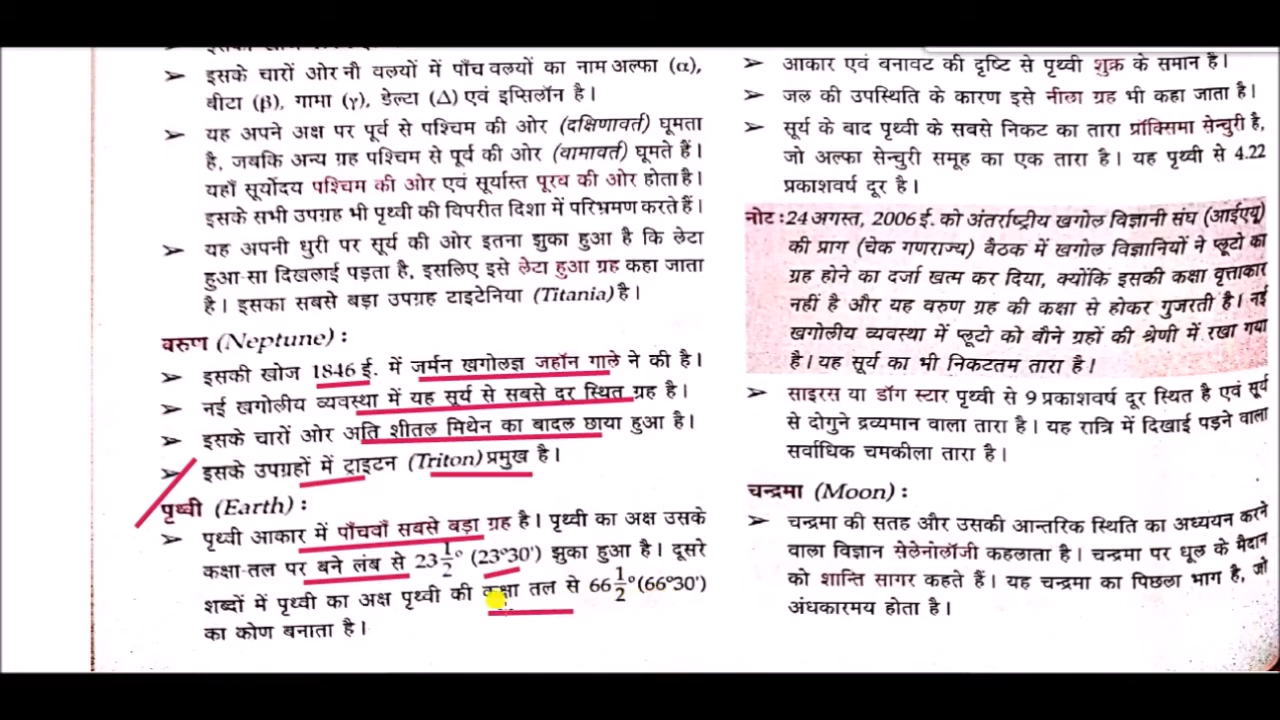 ➢ इसके चारों ओर नौ वलयों में पाँच वलयों का नाम अल्फा (α),
बीटा (β), गामा (γ), डेल्टा (Δ) एवं इप्सिलॉन है।
➢ यह अपने अक्ष पर पूर्व से पश्चिम की ओर (दक्षिणावर्त) घूमता
है, जबकि अन्य ग्रह पश्चिम से पूर्व की ओर (वामावर्त) घूमते हैं।
यहाँ सूर्योदय पश्चिम की ओर एवं सूर्यास्त पूरब की ओर होता है।
इसके सभी उपग्रह भी पृथ्वी की विपरीत दिशा में परिभ्रमण करते हैं।
➢ यह अपनी धुरी पर सूर्य की ओर इतना झुका हुआ है कि लेटा
हुआ-सा दिखलाई पड़ता है, इसलिए इसे लेटा हुआ ग्रह कहा जाता
है। इसका सबसे बड़ा उपग्रह टाइटेनिया (Titania) है।
वरुण (Neptune) :
➢ इसकी खोज 1846 ई. में जर्मन खगोलज्ञ जहॉन गाले ने की है।
➢ नई खगोलीय व्यवस्था में यह सूर्य से सबसे दूर स्थित ग्रह है।
➢ इसके चारों ओर अति शीतल मिथेन का बादल छाया हुआ है।
➢ इसके उपग्रहों में ट्राइटन (Triton) प्रमुख है।
पृथ्वी (Earth) :
➢ पृथ्वी आकार में पाँचवाँ सबसे बड़ा ग्रह है। पृथ्वी का अक्ष उसके
कक्षा-तल पर बने लंब से 23 1/2° (23°30') झुका हुआ है। दूसरे
शब्दों में पृथ्वी का अक्ष पृथ्वी की कक्षा तल से 66 1/2° (66°30')
का कोण बनाता है।
➢ आकार एवं बनावट की दृष्टि से पृथ्वी शुक्र के समान है।
➢ जल की उपस्थिति के कारण इसे नीला ग्रह भी कहा जाता है।
➢ सूर्य के बाद पृथ्वी के सबसे निकट का तारा प्रॉक्सिमा सेन्चुरी है,
जो अल्फा सेन्चुरी समूह का एक तारा है। यह पृथ्वी से 4.22
प्रकाशवर्ष दूर है।
नोट : 24 अगस्त, 2006 ई. को अंतर्राष्ट्रीय खगोल विज्ञानी संघ (आईएयू)
की प्राग (चेक गणराज्य) बैठक में खगोल विज्ञानियों ने प्लूटो का
ग्रह होने का दर्जा खत्म कर दिया, क्योंकि इसकी कक्षा वृत्ताकार
नहीं है और यह वरुण ग्रह की कक्षा से होकर गुजरती है। नई
खगोलीय व्यवस्था में प्लूटो को बौने ग्रहों की श्रेणी में रखा गया
है। यह सूर्य का भी निकटतम तारा है।
➢ साइरस या डॉग स्टार पृथ्वी से 9 प्रकाशवर्ष दूर स्थित है एवं सूर्य
से दोगुने द्रव्यमान वाला तारा है। यह रात्रि में दिखाई पड़ने वाला
सर्वाधिक चमकीला तारा है।
चन्द्रमा (Moon) :
➢ चन्द्रमा की सतह और उसकी आन्तरिक स्थिति का अध्ययन करने
वाला विज्ञान सेलेनोलॉजी कहलाता है। चन्द्रमा पर धूल के मैदान
को शान्ति सागर कहते हैं। यह चन्द्रमा का पिछला भाग है, जो
अंधकारमय होता है।